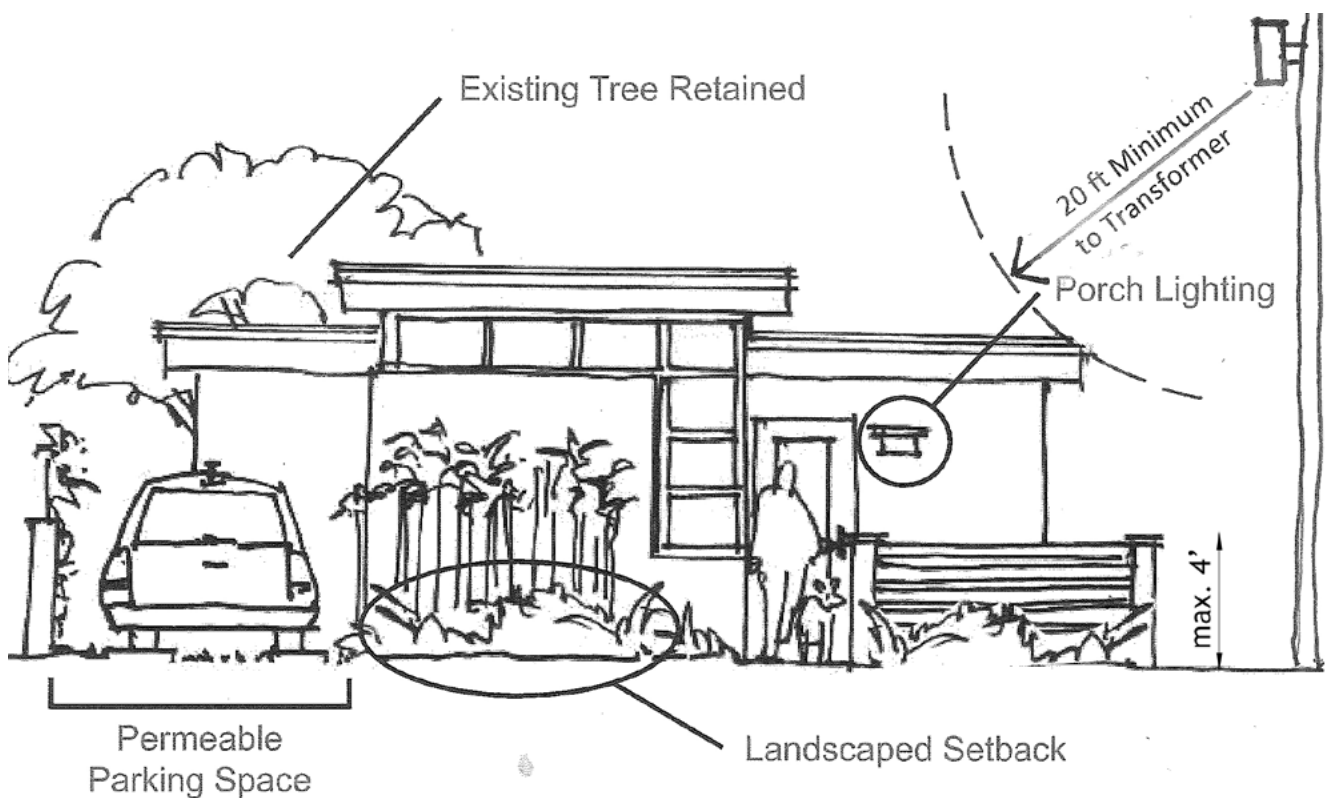 Existing Tree Retained
20 ft Minimum
to Transformer
Porch Lighting
max. 4'
Landscaped Setback
Permeable
Parking Space